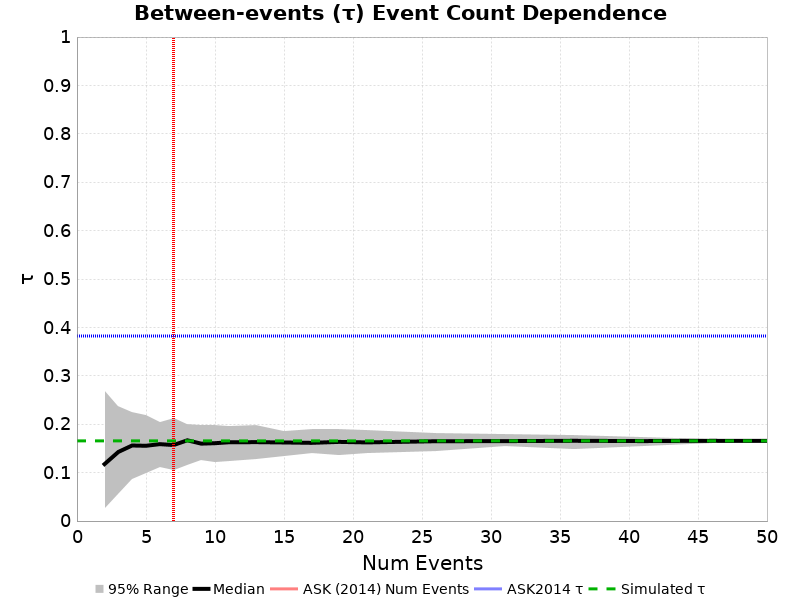 Between-events (τ) Event Count Dependence
1
0.9
0.8
0.7
0.6
0.5
0.4
0.3
0.2
0.1
0
τ
0 5 10 15 20 25 30 35 40 45 50
Num Events
95% Range Median ASK (2014) Num Events ASK2014 τ Simulated τ